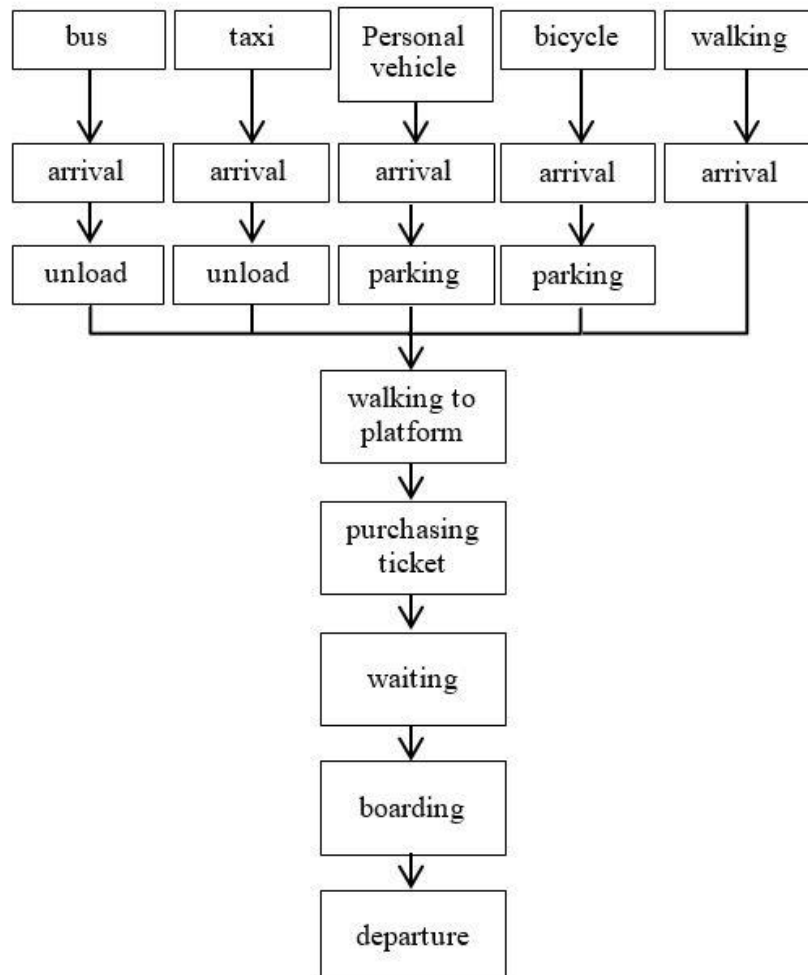 bus
taxi
Personal
vehicle
bicycle
walking
arrival
arrival
arrival
arrival
arrival
unload
unload
parking
parking
walking to
platform
purchasing
ticket
waiting
boarding
departure